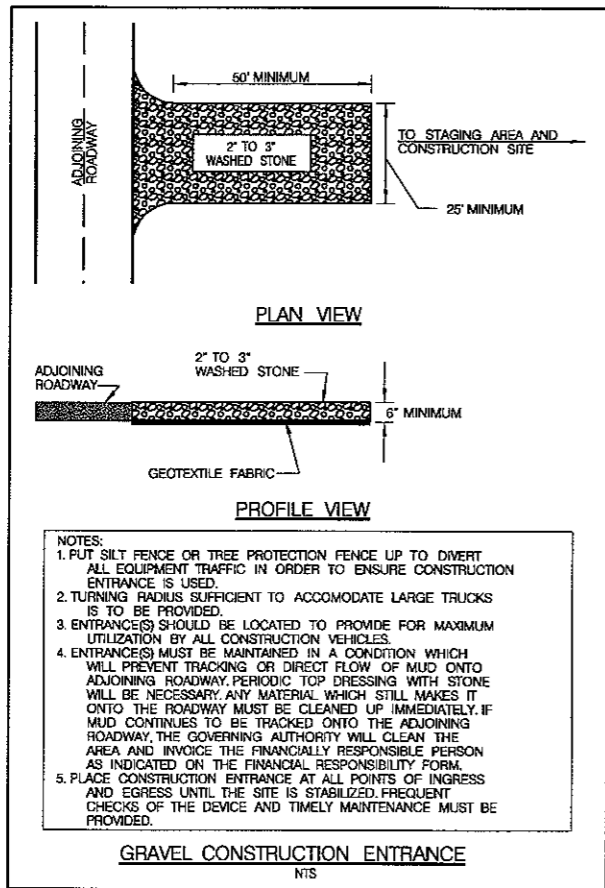 50' MINIMUM
ADJOINING
ROADWAY
2" TO 3"
WASHED STONE
TO STAGING AREA AND
CONSTRUCTION SITE
25' MINIMUM
PLAN VIEW
ADJOINING
ROADWAY
2" TO 3"
WASHED STONE
6" MINIMUM
GEOTEXTILE FABRIC
PROFILE VIEW
NOTES:
1. PUT SILT FENCE OR TREE PROTECTION FENCE UP TO DIVERT
ALL EQUIPMENT TRAFFIC IN ORDER TO ENSURE CONSTRUCTION
ENTRANCE IS USED.
2. TURNING RADIUS SUFFICIENT TO ACCOMODATE LARGE TRUCKS
IS TO BE PROVIDED.
3. ENTRANCE(S) SHOULD BE LOCATED TO PROVIDE FOR MAXIMUM
UTILIZATION BY ALL CONSTRUCTION VEHICLES.
4. ENTRANCE(S) MUST BE MAINTAINED IN A CONDITION WHICH
WILL PREVENT TRACKING OR DIRECT FLOW OF MUD ONTO
ADJOINING ROADWAY. PERIODIC TOP DRESSING WITH STONE
WILL BE NECESSARY. ANY MATERIAL WHICH STILL MAKES IT
ONTO THE ROADWAY MUST BE CLEANED UP IMMEDIATELY. IF
MUD CONTINUES TO BE TRACKED ONTO THE ADJOINING
ROADWAY, THE GOVERNING AUTHORITY WILL CLEAN THE
AREA AND INVOICE THE FINANCIALLY RESPONSIBLE PERSON
AS INDICATED ON THE FINANCIAL RESPONSIBILITY FORM.
5. PLACE CONSTRUCTION ENTRANCE AT ALL POINTS OF INGRESS
AND EGRESS UNTIL THE SITE IS STABILIZED. FREQUENT
CHECKS OF THE DEVICE AND TIMELY MAINTENANCE MUST BE
PROVIDED.
GRAVEL CONSTRUCTION ENTRANCE
NTS